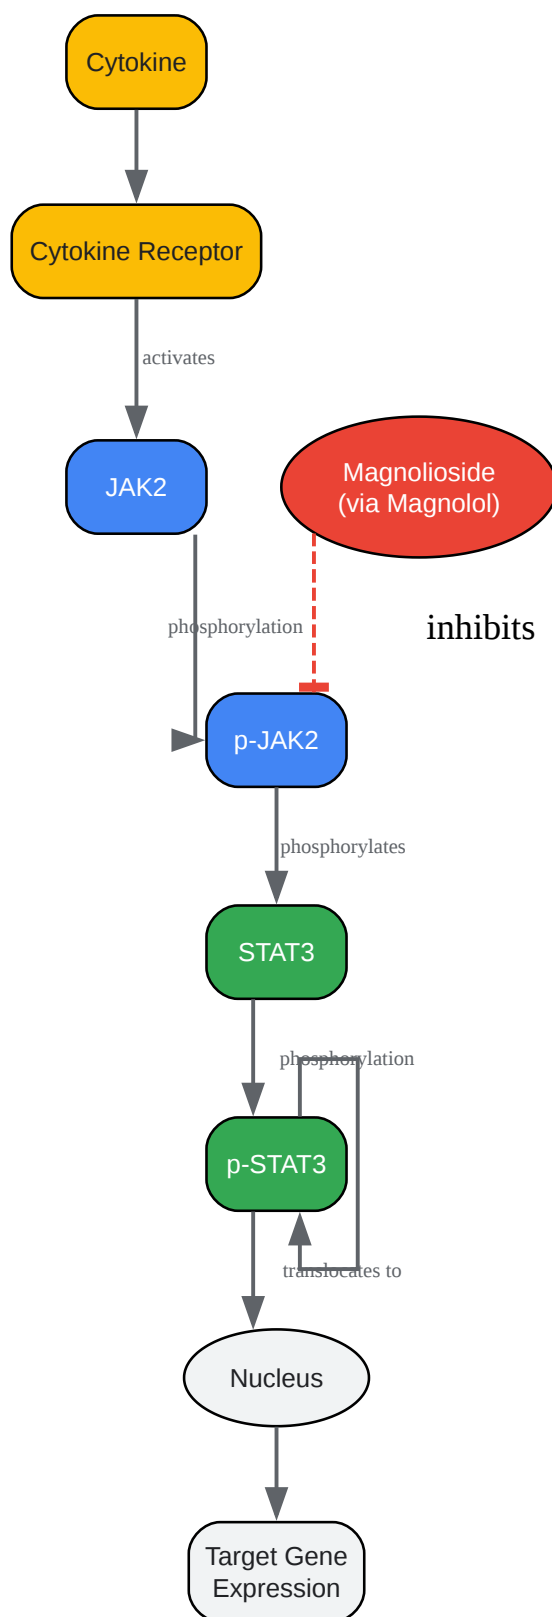 Cytokine
Cytokine Receptor
activates
JAK2
Magnolioside
(via Magnolol)
phosphorylation
inhibits
p-JAK2
phosphorylates
STAT3
phosphorylation
p-STAT3
translocates to
Nucleus
Target Gene
Expression